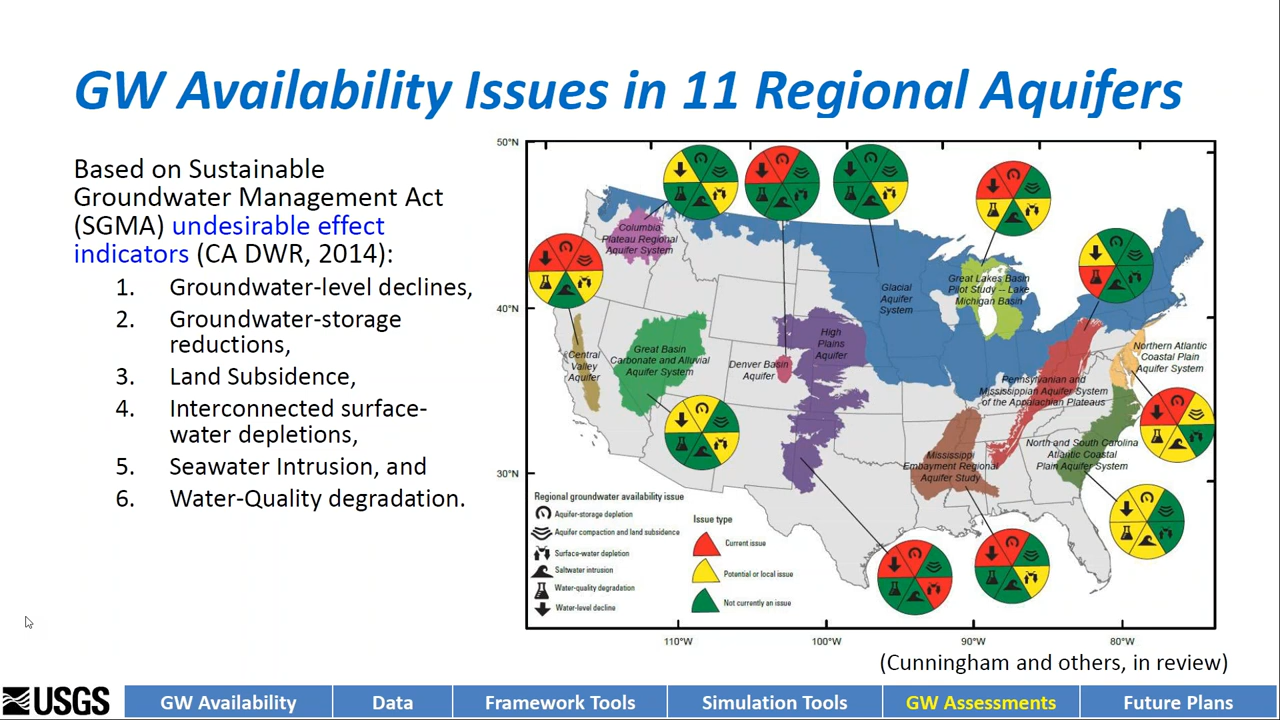 GW Availability Issues in 11 Regional Aquifers
Based on Sustainable
Groundwater Management Act
(SGMA) undesirable effect
indicators (CA DWR, 2014):
1. Groundwater-level declines,
2. Groundwater-storage
reductions,
3. Land Subsidence,
4. Interconnected surface-
water depletions,
5. Seawater Intrusion, and
6. Water-Quality degradation.
50°N
40°N
30°N
110°W
100°W
90°W
80°W
Columbia
Plateau Regional
Aquifer System
Central
Valley
Aquifer
Great Basin
Carbonate and Alluvial
Aquifer System
Denver Basin
Aquifer
High
Plains
Aquifer
Glacial
Aquifer
System
Great Lakes Basin
Pilot Study – Lake
Michigan Basin
Northern Atlantic
Coastal Plain
Aquifer System
Pennsylvanian and
Mississippian Aquifer System
of the Appalachian Plateaus
North and South Carolina
Atlantic Coastal
Plain Aquifer System
Mississippi
Embayment Regional
Aquifer Study
Regional groundwater availability issue
Aquifer-storage depletion
Aquifer compaction and land subsidence
Surface-water depletion
Saltwater intrusion
Water-quality degradation
Water-level decline
Issue type
Current issue
Potential or local issue
Not currently an issue
(Cunningham and others, in review)
USGS
GW Availability
Data
Framework Tools
Simulation Tools
GW Assessments
Future Plans